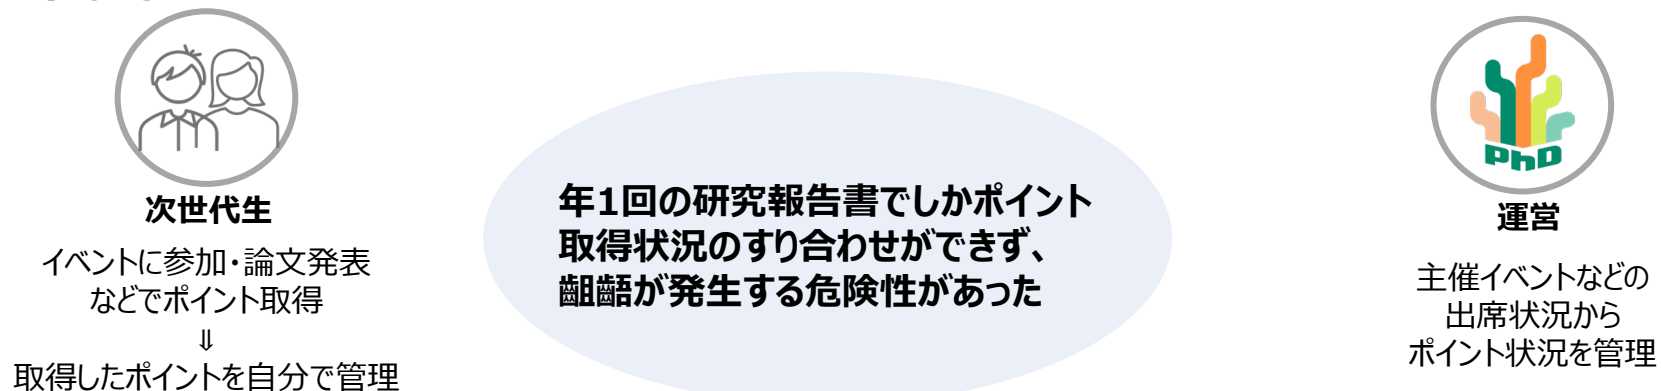 次世代生
イベントに参加・論文発表
などでポイント取得
⇓
取得したポイントを自分で管理
年1回の研究報告書でしかポイント
取得状況のすり合わせができず、
齟齬が発生する危険性があった
PhD
運営
主催イベントなどの
出席状況から
ポイント状況を管理